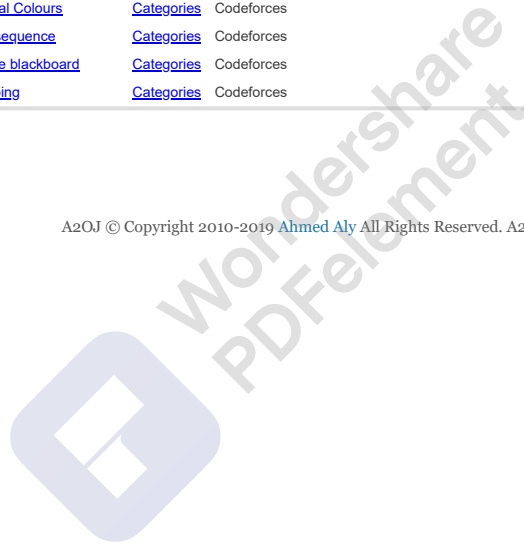 al Colours Categories Codeforces
equence Categories Codeforces
e blackboard Categories Codeforces
ing Categories Codeforces
A2OJ © Copyright 2010-2019 Ahmed Aly All Rights Reserved. A2
Wondershare
PDFelement